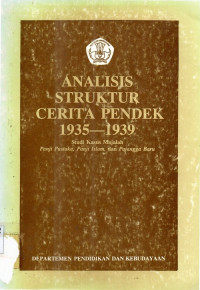 ANALISIS
STRUKTUR
CERITA PENDEK
1935—1939
Studi Kasus Majalah
Panji Pustaka, Panji Islam, dan Pujangga Baru
DEPARTEMEN PENDIDIKAN DAN KEBUDAYAAN